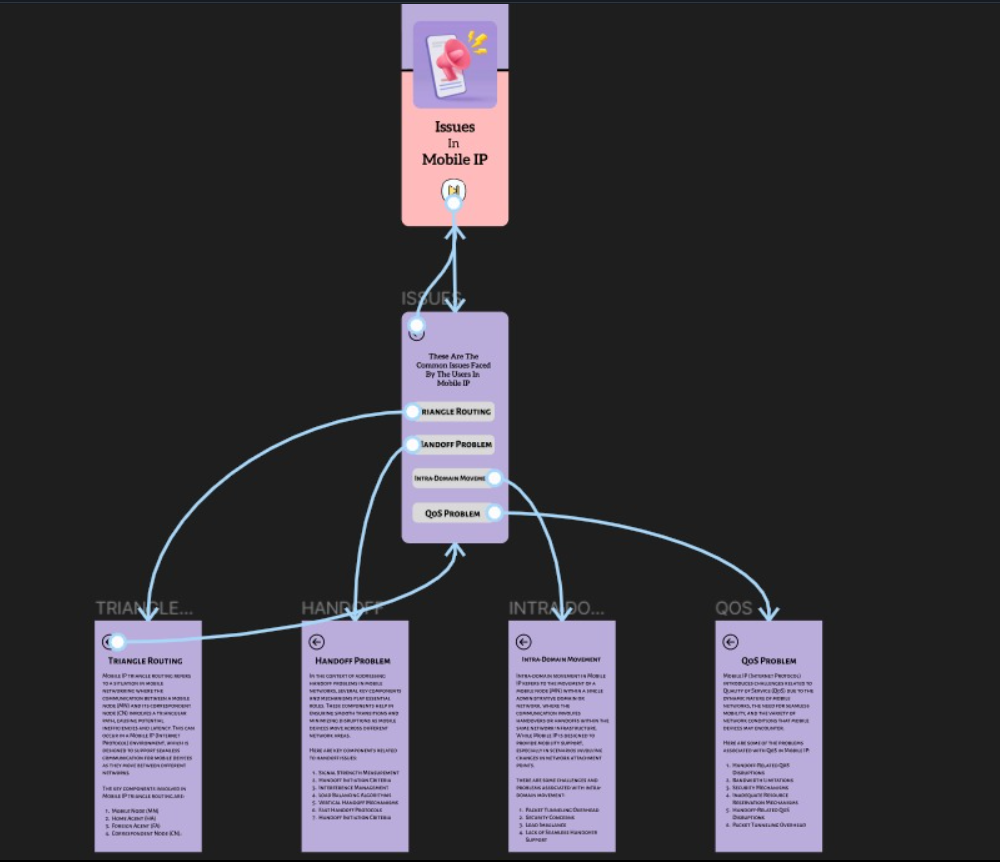 Issues
In
Mobile IP
ISSUES
These Are The
Common Issues Faced
By The Users In
Mobile IP
RIANGLE ROUTING
ANDOFF PROBLEM
INTRA-DOMAIN MOVEME
QOS PROBLEM
TRIANGLE...
HANDOFF
INTRA-DO...
QOS
TRIANGLE ROUTING
MOBILE IP TRIANGLE ROUTING REFERS
TO A SITUATION IN MOBILE
NETWORKING WHERE THE
COMMUNICATION BETWEEN A MOBILE
NODE (MN) AND ITS CORRESPONDENT
NODE (CN) INVOLVES A TRIANGULAR
PATH, CAUSING POTENTIAL
INEFFICIENCIES AND LATENCY. THIS CAN
OCCUR IN A MOBILE IP (INTERNET
PROTOCOL) ENVIRONMENT, WHICH IS
DESIGNED TO SUPPORT SEAMLESS
COMMUNICATION FOR MOBILE DEVICES
AS THEY MOVE BETWEEN DIFFERENT
NETWORKS.
THE KEY COMPONENTS INVOLVED IN
MOBILE IP TRIANGLE ROUTING ARE:
1. MOBILE NODE (MN)
2. HOME AGENT (HA)
3. FOREIGN AGENT (FA)
4. CORRESPONDENT NODE (CN).
HANDOFF PROBLEM
IN THE CONTEXT OF ADDRESSING
HANDOFF PROBLEMS IN MOBILE
NETWORKS, SEVERAL KEY COMPONENTS
AND MECHANISMS PLAY ESSENTIAL
ROLES. THESE COMPONENTS HELP IN
ENSURING SMOOTH TRANSITIONS AND
MINIMIZING DISRUPTIONS AS MOBILE
DEVICES MOVE ACROSS DIFFERENT
NETWORK AREAS.
HERE ARE KEY COMPONENTS RELATED
TO HANDOFF ISSUES:
1. SIGNAL STRENGTH MEASUREMENT
2. HANDOFF INITIATION CRITERIA
3. INTERFERENCE MANAGEMENT
4. LOAD BALANCING ALGORITHMS
5. VERTICAL HANDOFF MECHANISMS
6. FAST HANDOFF PROTOCOLS
7. HANDOFF INITIATION CRITERIA
INTRA-DOMAIN MOVEMENT
INTRA-DOMAIN MOVEMENT IN MOBILE
IP REFERS TO THE MOVEMENT OF A
MOBILE NODE (MN) WITHIN A SINGLE
ADMINISTRATIVE DOMAIN OR
NETWORK, WHERE THE
COMMUNICATION INVOLVES
HANDOVERS OR HANDOFFS WITHIN THE
SAME NETWORK INFRASTRUCTURE.
WHILE MOBILE IP IS DESIGNED TO
PROVIDE MOBILITY SUPPORT,
ESPECIALLY IN SCENARIOS INVOLVING
CHANGES IN NETWORK ATTACHMENT
POINTS.
THERE ARE SOME CHALLENGES AND
PROBLEMS ASSOCIATED WITH INTRA-
DOMAIN MOVEMENT:
1. PACKET TUNNELING OVERHEAD
2. SECURITY CONCERNS
3. LOAD IMBALANCE
4. LACK OF SEAMLESS HANDOVER
SUPPORT
QOS PROBLEM
MOBILE IP (INTERNET PROTOCOL)
INTRODUCES CHALLENGES RELATED TO
QUALITY OF SERVICE (QOS) DUE TO THE
DYNAMIC NATURE OF MOBILE
NETWORKS, THE NEED FOR SEAMLESS
MOBILITY, AND THE VARIETY OF
NETWORK CONDITIONS THAT MOBILE
DEVICES MAY ENCOUNTER.
HERE ARE SOME OF THE PROBLEMS
ASSOCIATED WITH QOS IN MOBILE IP:
1. HANDOFF-RELATED QOS
DISRUPTIONS
2. BANDWIDTH LIMITATIONS
3. SECURITY MECHANISMS
4. INADEQUATE RESOURCE
RESERVATION MECHANISMS
5. HANDOFF-RELATED QOS
DISRUPTIONS
6. PACKET TUNNELING OVERHEAD